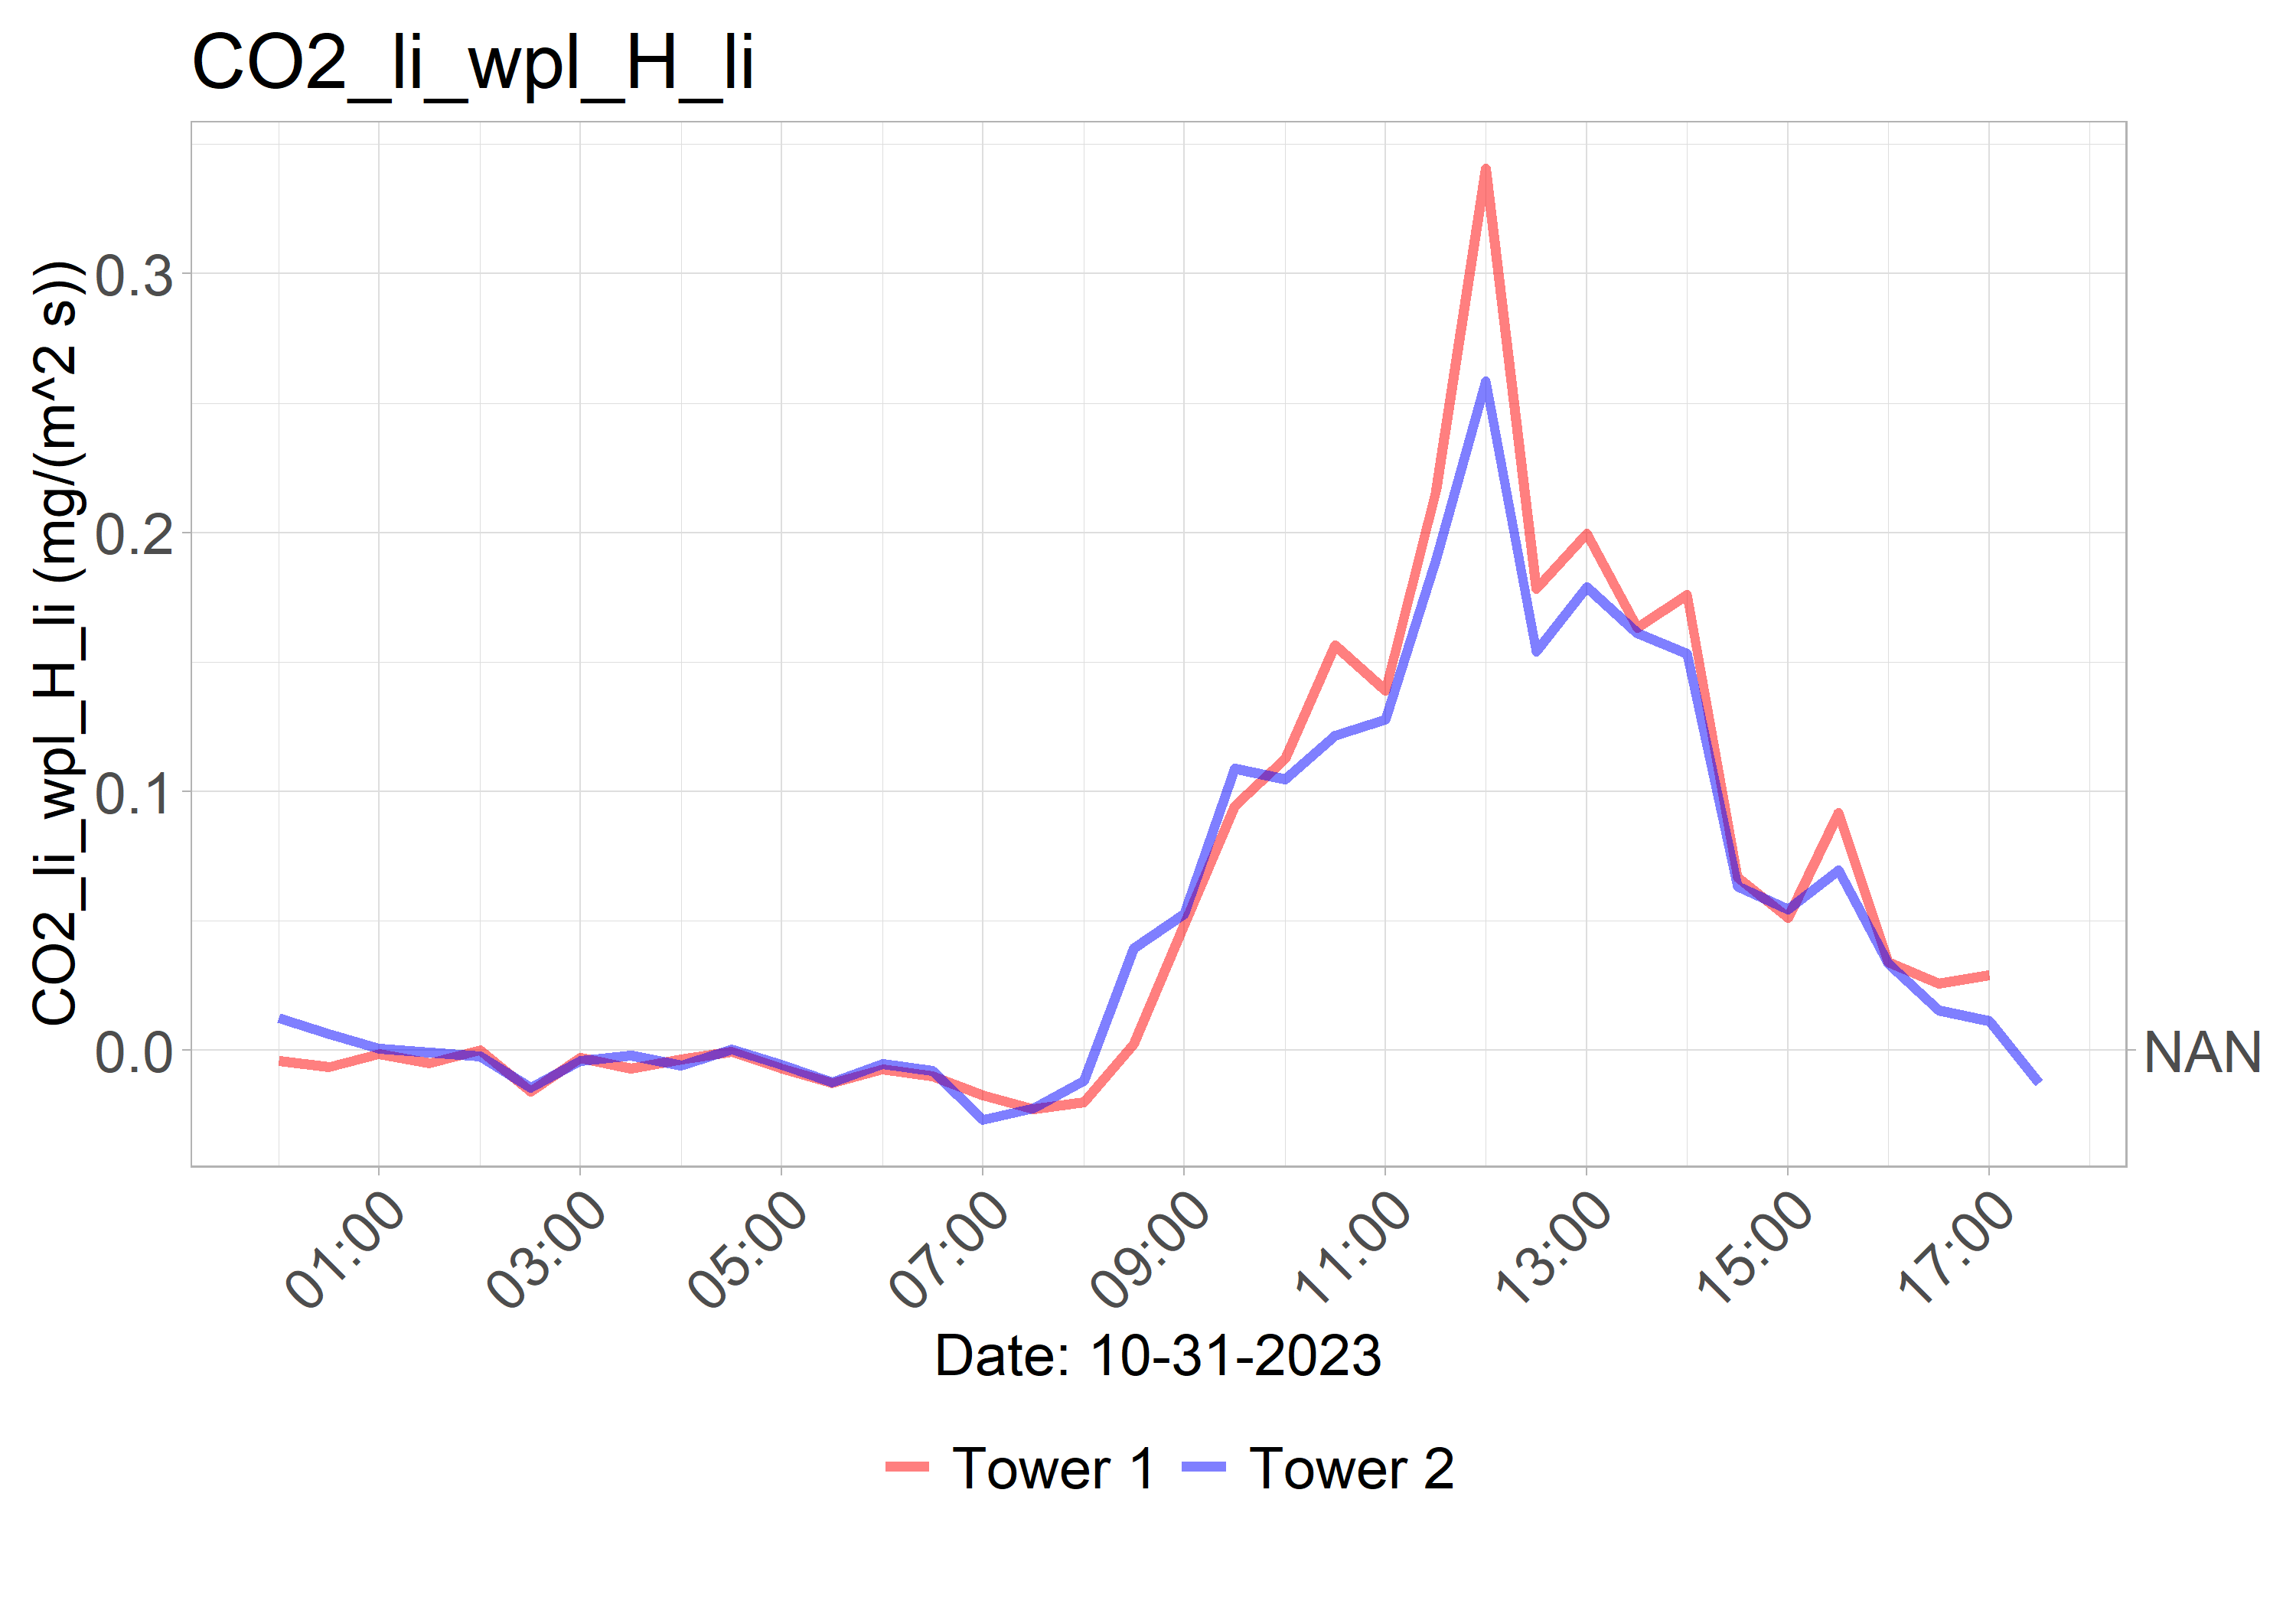 CO2_li_wpl_H_li
CO2_li_wpl_H_li (mg/(m^2 s))
0.3
0.2
0.1
0.0
NAN
01:00
03:00
05:00
07:00
09:00
11:00
13:00
15:00
17:00
Date: 10-31-2023
Tower 1
Tower 2